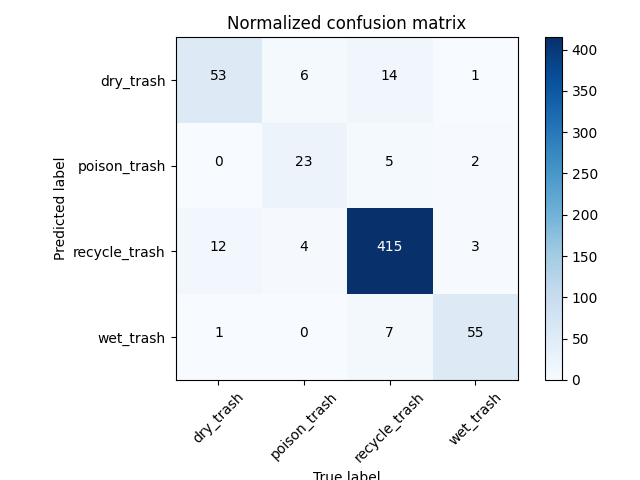 Normalized confusion matrix
dry_trash 53 6 14 1
poison_trash 0 23 5 2
recycle_trash 12 4 415 3
wet_trash 1 0 7 55
Predicted label
dry_trash poison_trash recycle_trash wet_trash
True label
400
350
300
250
200
150
100
50
0